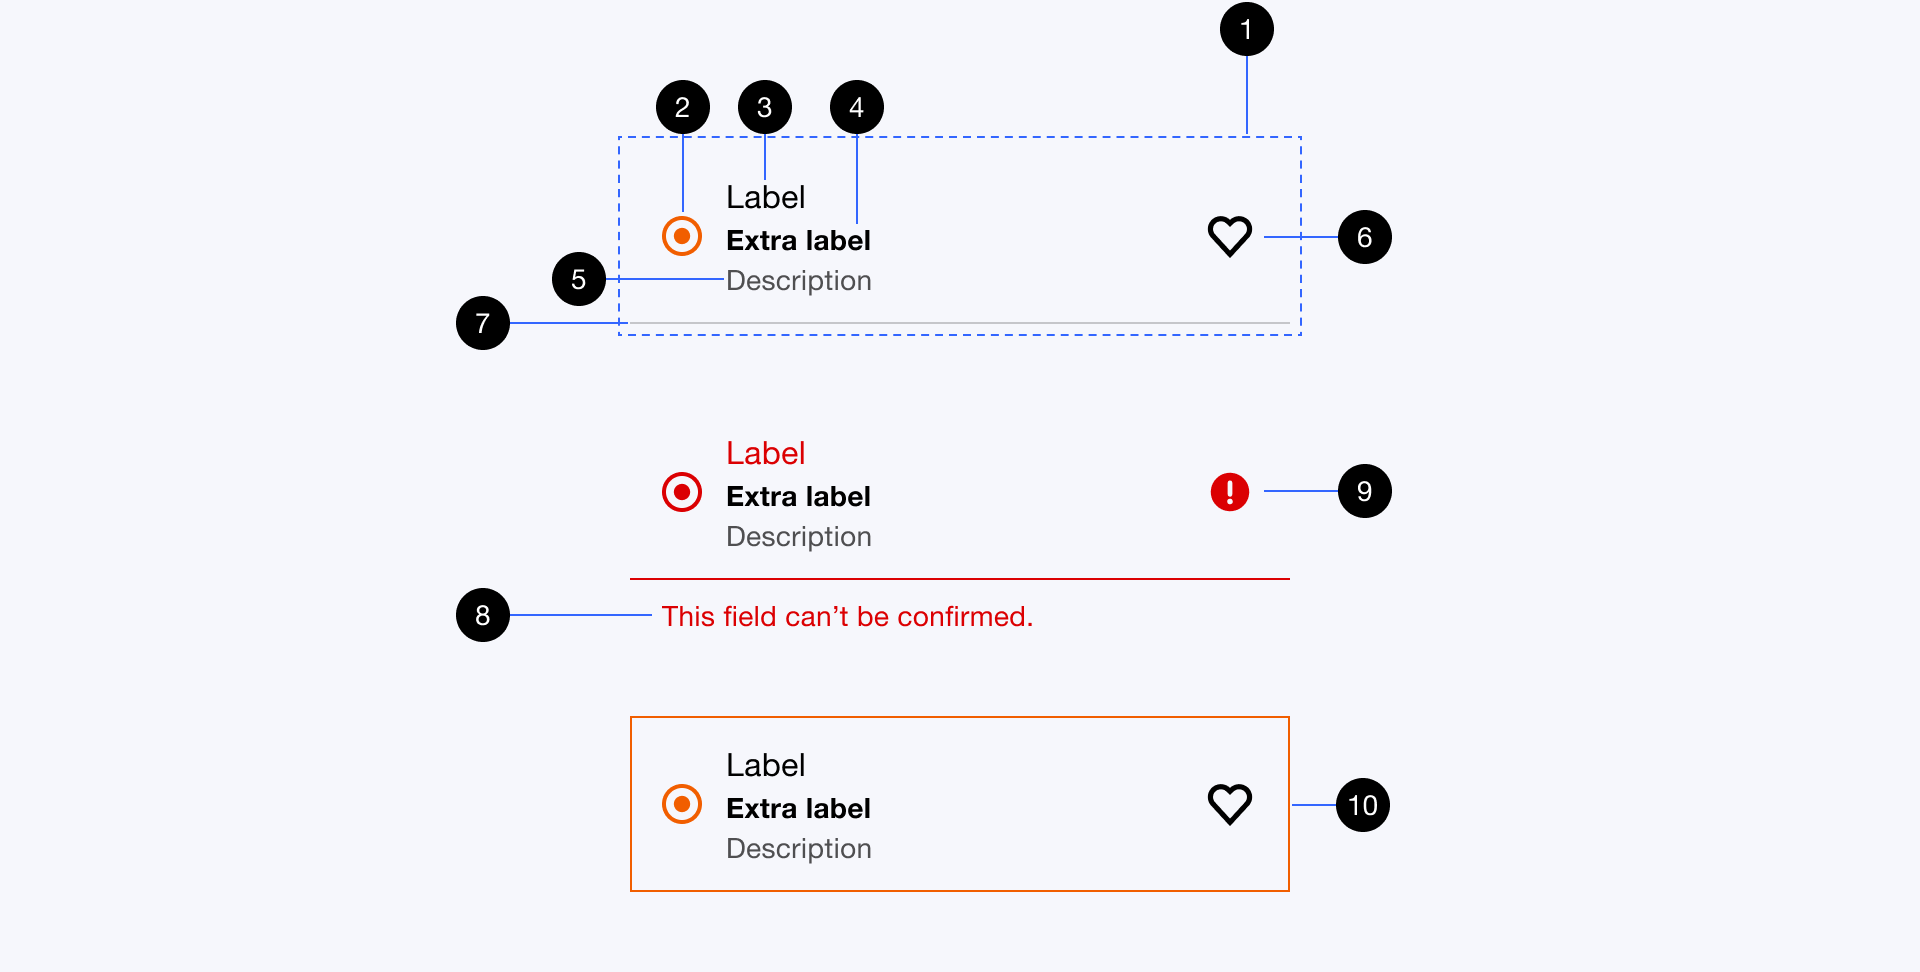 1
2
3
4
Label
Extra label
6
5
Description
7
Label
Extra label
9
Description
8
This field can’t be confirmed.
Label
Extra label
10
Description